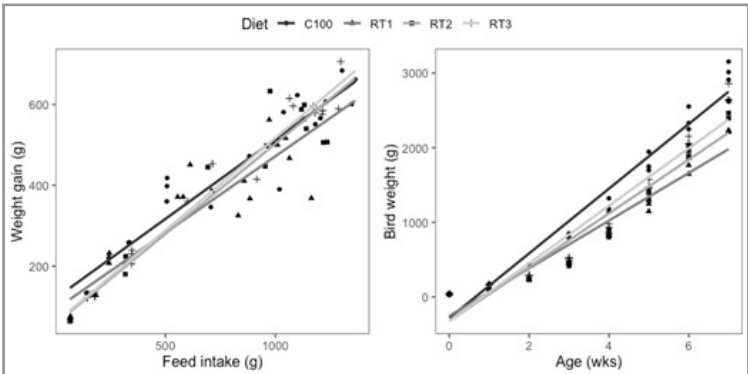 Diet C100 RT1 RT2 RT3
Weight gain (g)
600
400
200
500 1000
Feed intake (g)
Bird weight (g)
3000
2000
1000
0
0 2 4 6
Age (wks)